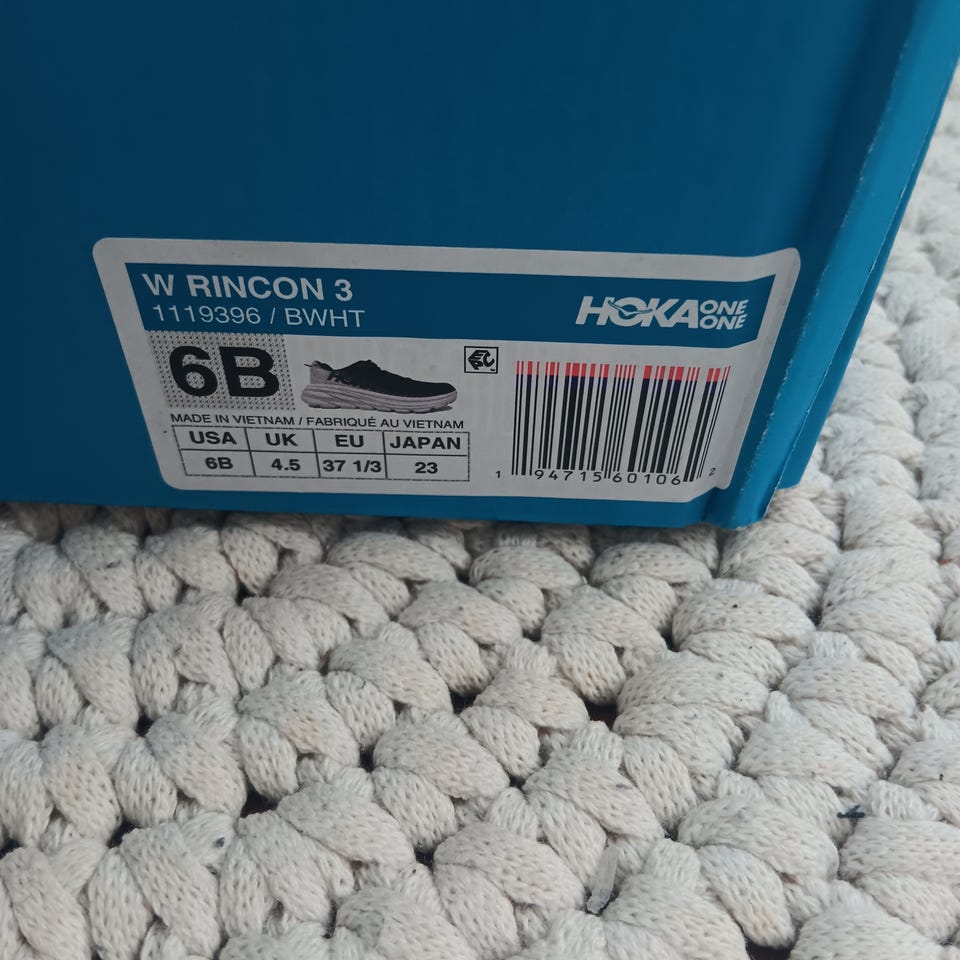 W RINCON 3
1119396 / BWHT
HOKA ONE ONE
6B
EPC
MADE IN VIETNAM / FABRIQUÉ AU VIETNAM
USA UK EU JAPAN
6B 4.5 37 1/3 23
1 94715 60106 2